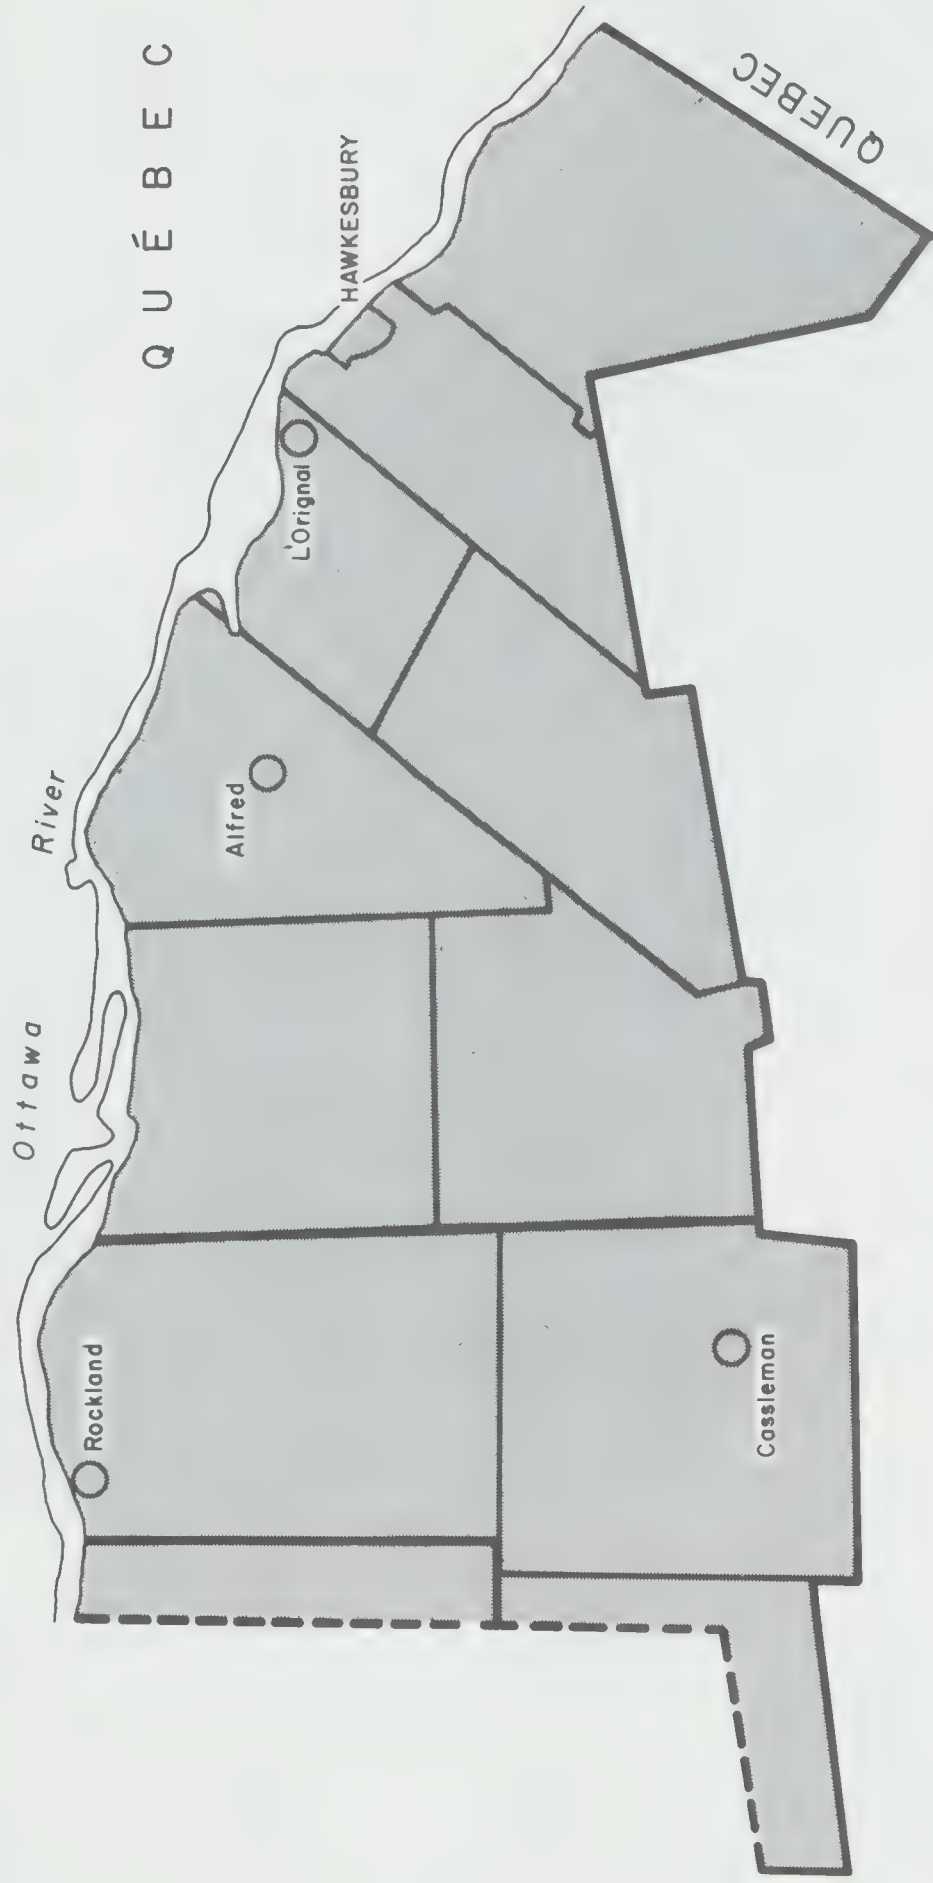 QUÉBEC
Ottawa
River
HAWKESBURY
QUEBEC
L'Orignal
Alfred
Rockland
Cassleman